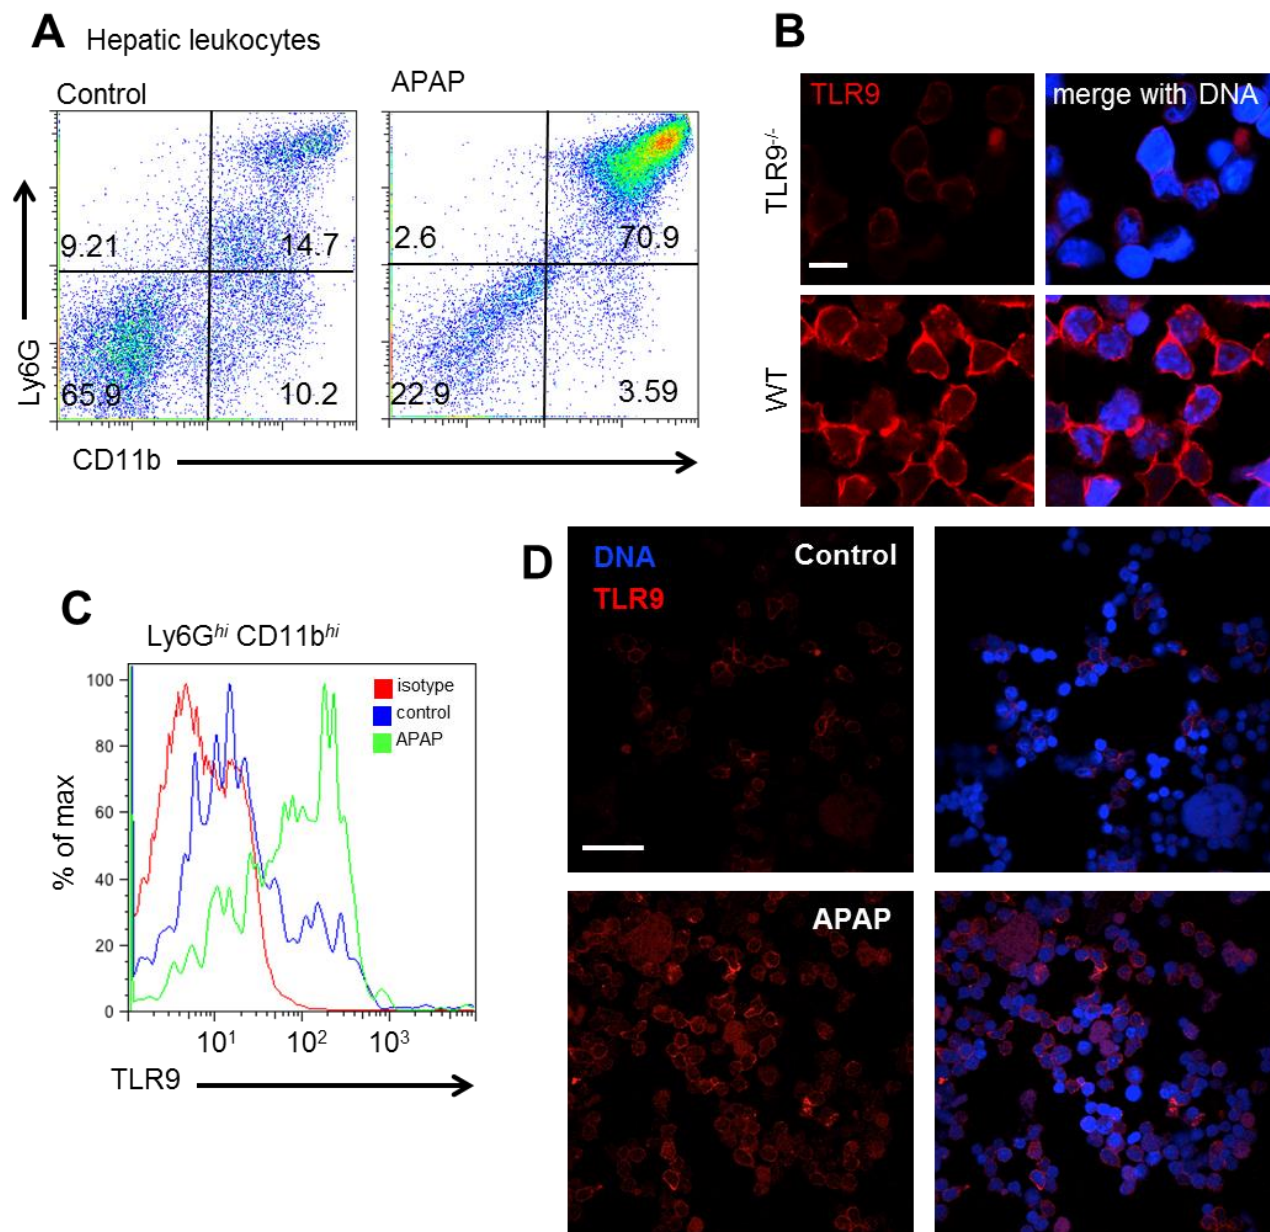 A Hepatic leukocytes
Control
APAP
9.21
14.7
65.9
10.2
2.6
70.9
22.9
3.59
Ly6G
CD11b
B
TLR9
merge with DNA
TLR9-/-
WT
C
Ly6Ghi CD11bhi
100
80
60
40
20
0
isotype
control
APAP
% of max
10¹
10²
10³
TLR9
D
DNA
TLR9
Control
APAP